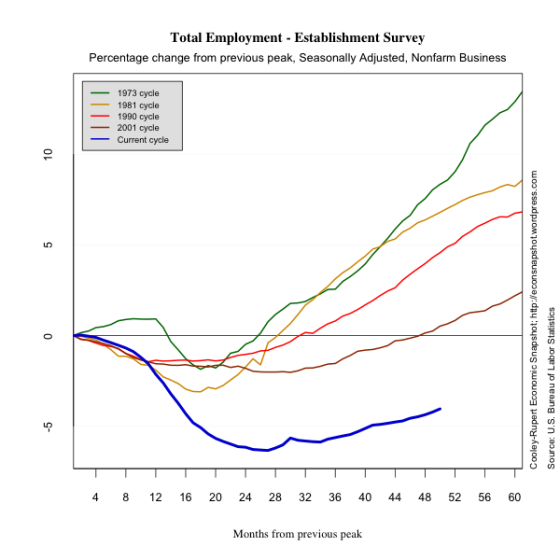 Total Employment - Establishment Survey
Percentage change from previous peak, Seasonally Adjusted, Nonfarm Business
1973 cycle
1981 cycle
1990 cycle
2001 cycle
Current cycle
10
5
0
-5
4 8 12 16 20 24 28 32 36 40 44 48 52 56 60
Months from previous peak
Cooley-Rupert Economic Snapshot; http://econsnapshot.wordpress.com
Source: U.S. Bureau of Labor Statistics